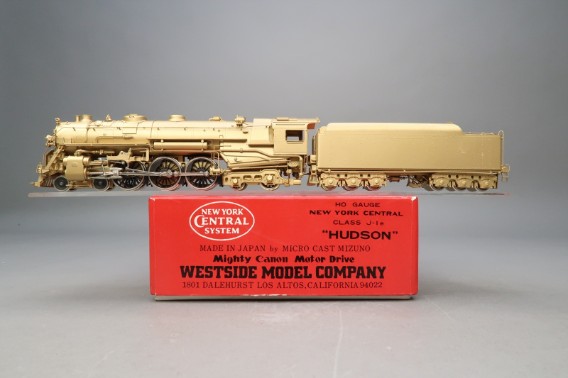 NEW YORK
CENTRAL
SYSTEM
HO GAUGE
NEW YORK CENTRAL
CLASS J-1e
"HUDSON"
MADE IN JAPAN by MICRO CAST MIZUNO
Mighty Canon Motor Drive
WESTSIDE MODEL COMPANY
1801 DALEHURST LOS ALTOS, CALIFORNIA 94022